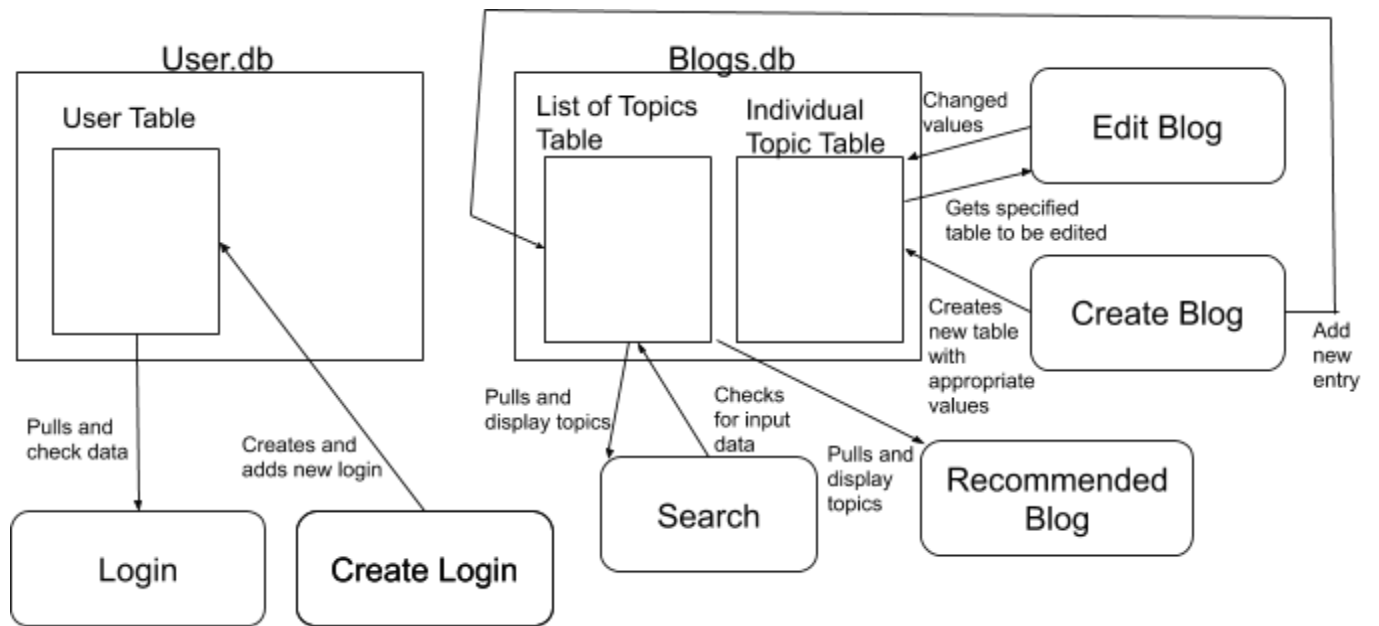 User.db
User Table
Pulls and
check data
Creates and
adds new login
Login
Create Login
Blogs.db
List of Topics
Table
Individual
Topic Table
Changed
values
Edit Blog
Gets specified
table to be edited
Creates
new table
with
appropriate
values
Create Blog
Add
new
entry
Pulls and
display topics
Checks
for input
data
Pulls and
display
topics
Search
Recommended
Blog